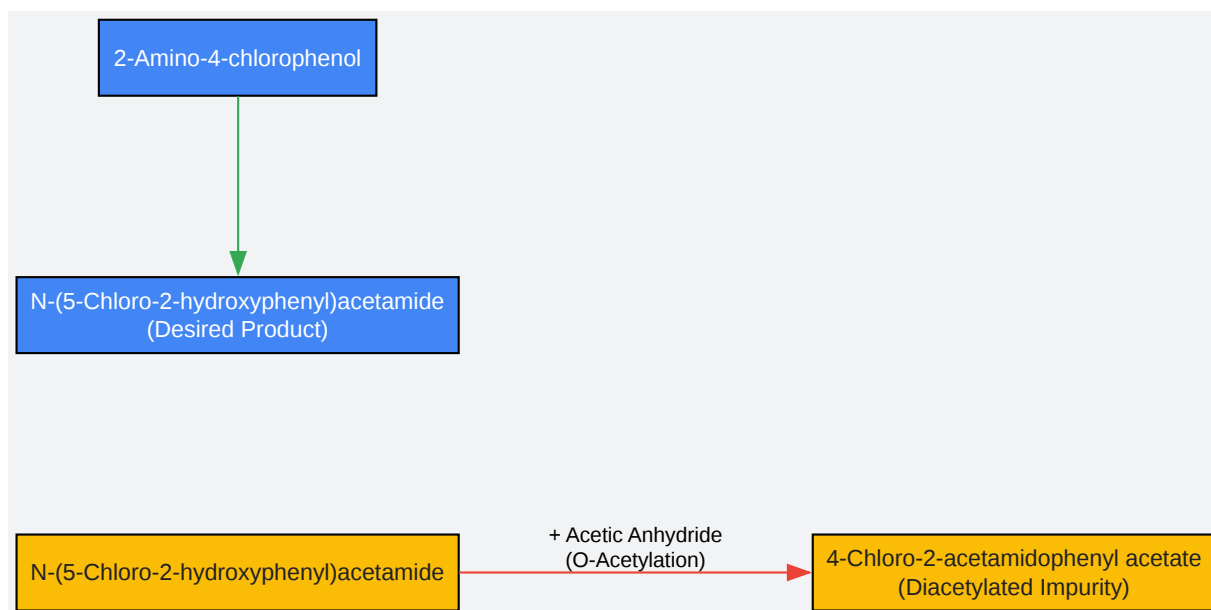 2-Amino-4-chlorophenol
N-(5-Chloro-2-hydroxyphenyl)acetamide
(Desired Product)
+ Acetic Anhydride
(O-Acetylation)
N-(5-Chloro-2-hydroxyphenyl)acetamide
4-Chloro-2-acetamidophenyl acetate
(Diacetylated Impurity)